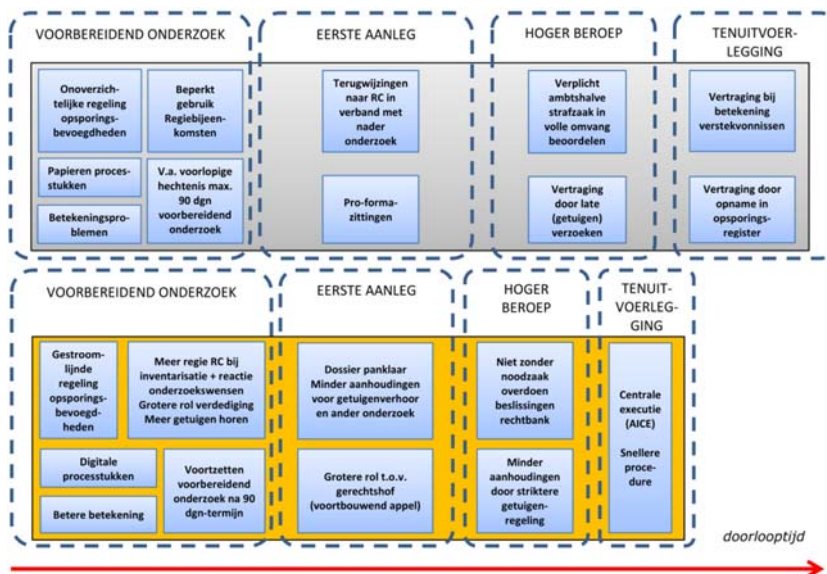 VOORBEREIDEND ONDERZOEK
Onoverzich-
telijke regeling
opsporings-
bevoegdheden
Beperkt
gebruik
Regiebijeen-
komsten
Papieren proces-
stukken
Betekeningspro-
blemen
V.a. voorlopige
hechtenis max.
90 dgn
voorbereidend
onderzoek
EERSTE AANLEG
Terugwijzingen
naar RC in
verband met
nader
onderzoek
Pro-forma-
zittingen
HOGER BEROEP
Verplicht
ambtshalve
strafzaak in
volle omvang
beoordelen
Vertraging
door late
(getuigen)
verzoeken
TENUITVOER-
LEGGING
Vertraging bij
betekening
verstekvonnissen
Vertraging door
opname in
opsporings-
register
VOORBEREIDEND ONDERZOEK
Gestroom-
lijnde
regeling
opsporings-
bevoegd-
heden
Meer regie RC bij
inventarisatie + reactie
onderzoekswensen
Grotere rol verdediging
Meer getuigen horen
Digitale
processtukken
Betere betekening
Voortzetten
voorbereidend
onderzoek na 90
dgn-termijn
EERSTE AANLEG
Dossier panklaar
Minder aanhoudingen
voor getuigenverhoor
en ander onderzoek
Grotere rol t.o.v.
gerechtshof
(voortbouwend appel)
HOGER
BEROEP
Niet zonder
noodzaak
overdoen
beslissingen
rechtbank
Minder
aanhoudingen
door striktere
getuigen-
regeling
TENUIT-
VOERLEG-
GING
Centrale
executie
(AICE)
Snellere
proce-
dure
doorlooptijd